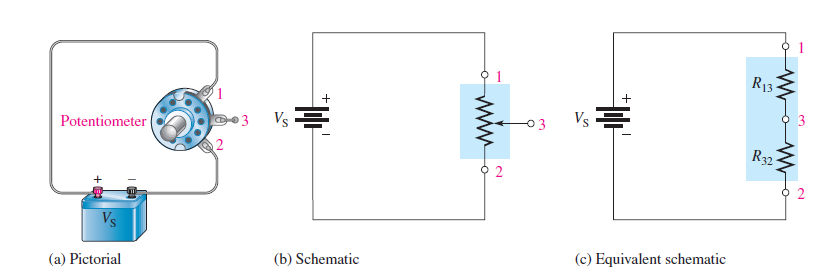 Potentiometer
1
3
2
+ −
VS
(a) Pictorial
VS
+
−
1
3
2
(b) Schematic
VS
+
−
1
R13
3
R32
2
(c) Equivalent schematic